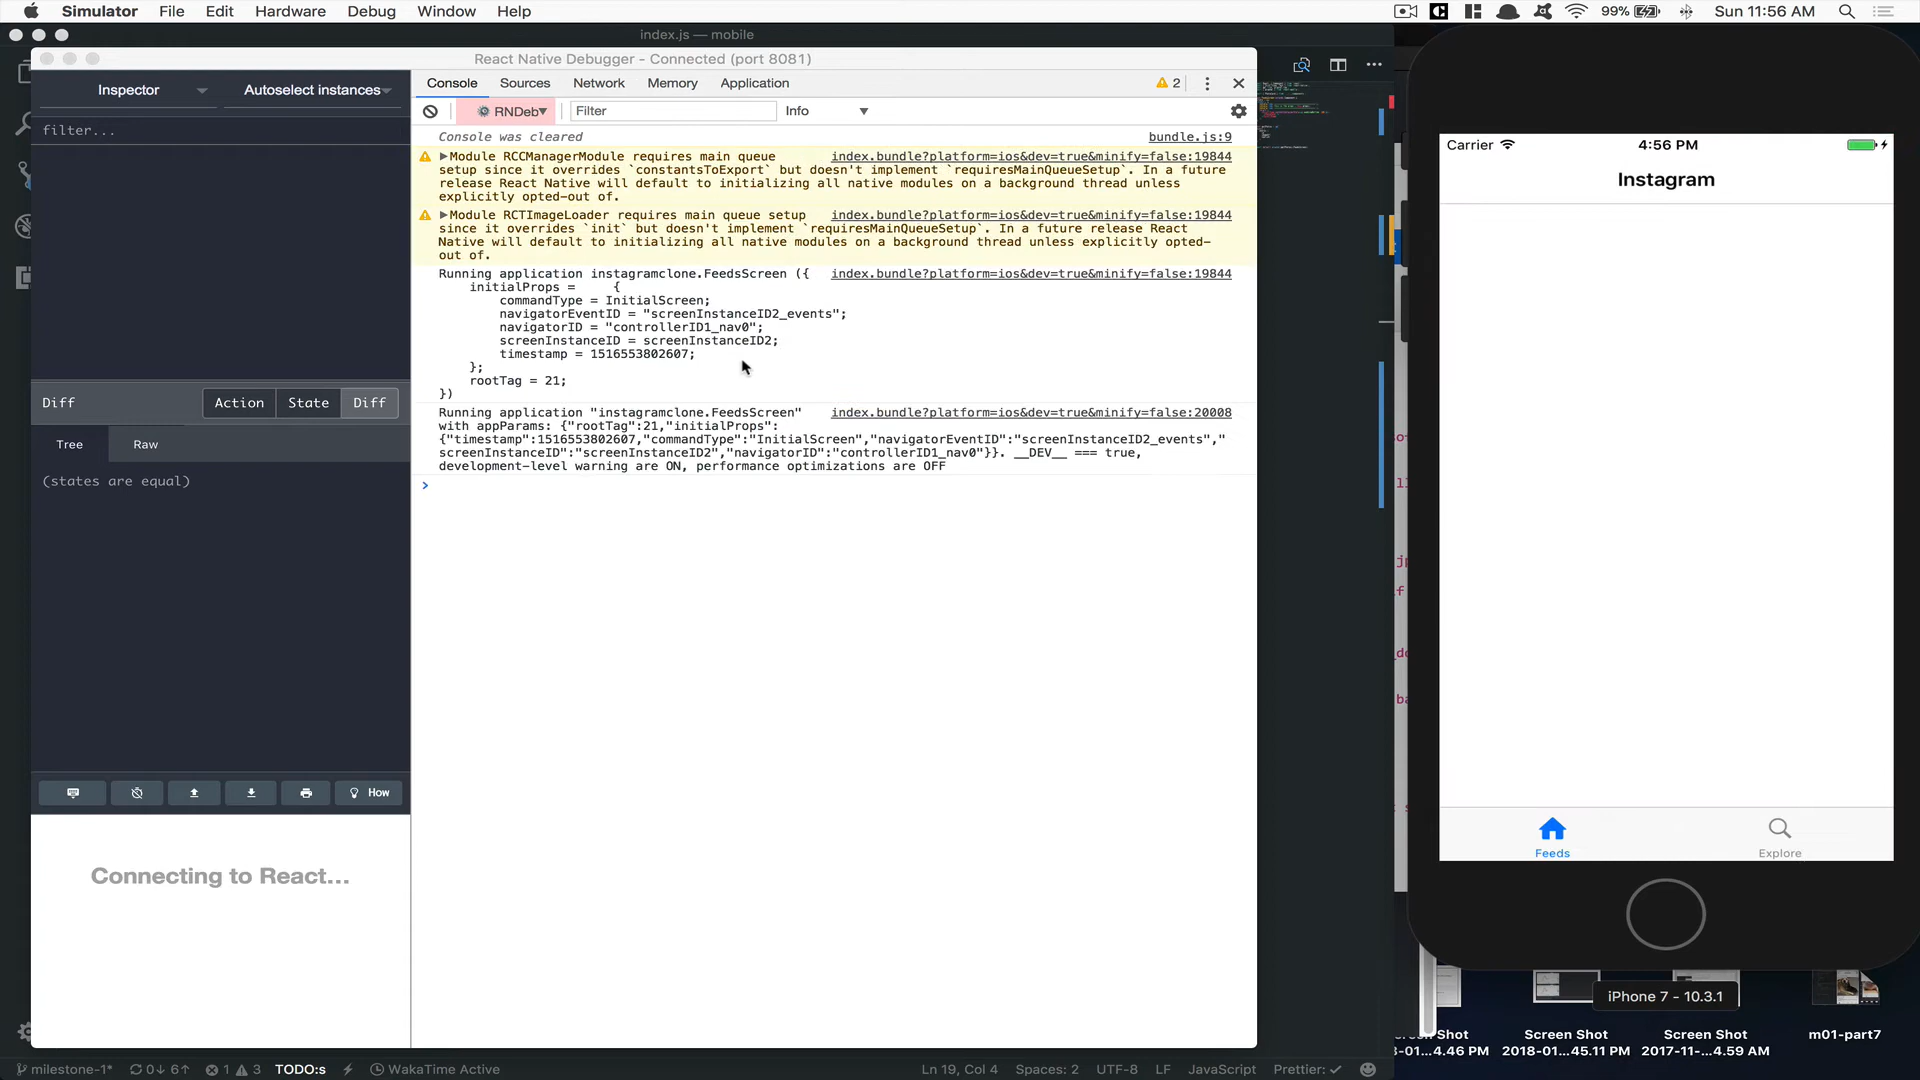 Simulator File Edit Hardware Debug Window Help
99% Sun 11:56 AM
index.js — mobile
React Native Debugger - Connected (port 8081)
Inspector Autoselect instances
Console Sources Network Memory Application
2
filter...
RNDeb Filter Info
Console was cleared bundle.js:9
Module RCCManagerModule requires main queue index.bundle?platform=ios&dev=true&minify=false:19844
setup since it overrides `constantsToExport` but doesn't implement `requiresMainQueueSetup`. In a future
release React Native will default to initializing all native modules on a background thread unless
explicitly opted-out of.
Module RCTImageLoader requires main queue setup index.bundle?platform=ios&dev=true&minify=false:19844
since it overrides `init` but doesn't implement `requiresMainQueueSetup`. In a future release React
Native will default to initializing all native modules on a background thread unless explicitly opted-
out of.
Running application instagramclone.FeedsScreen ({ index.bundle?platform=ios&dev=true&minify=false:19844
initialProps = {
commandType = InitialScreen;
navigatorEventID = "screenInstanceID2_events";
navigatorID = "controllerID1_nav0";
screenInstanceID = screenInstanceID2;
timestamp = 1516553802607;
};
rootTag = 21;
})
Running application "instagramclone.FeedsScreen" index.bundle?platform=ios&dev=true&minify=false:20008
with appParams: {"rootTag":21,"initialProps":
{"timestamp":1516553802607,"commandType":"InitialScreen","navigatorEventID":"screenInstanceID2_events","
screenInstanceID":"screenInstanceID2","navigatorID":"controllerID1_nav0"}}. __DEV__ === true,
development-level warning are ON, performance optimizations are OFF
>
Diff Action State Diff
Tree Raw
(states are equal)
How
Connecting to React...
Carrier 4:56 PM
Instagram
Feeds
Explore
iPhone 7 - 10.3.1
Shot
4.46 PM
Screen Shot
2018-01...45.11 PM
Screen Shot
2017-11-...4.59 AM
m01-part7
milestone-1* 0↓ 6↑ 1 3 TODO:s WakaTime Active Ln 19, Col 4 Spaces: 2 UTF-8 LF JavaScript Prettier: ✓